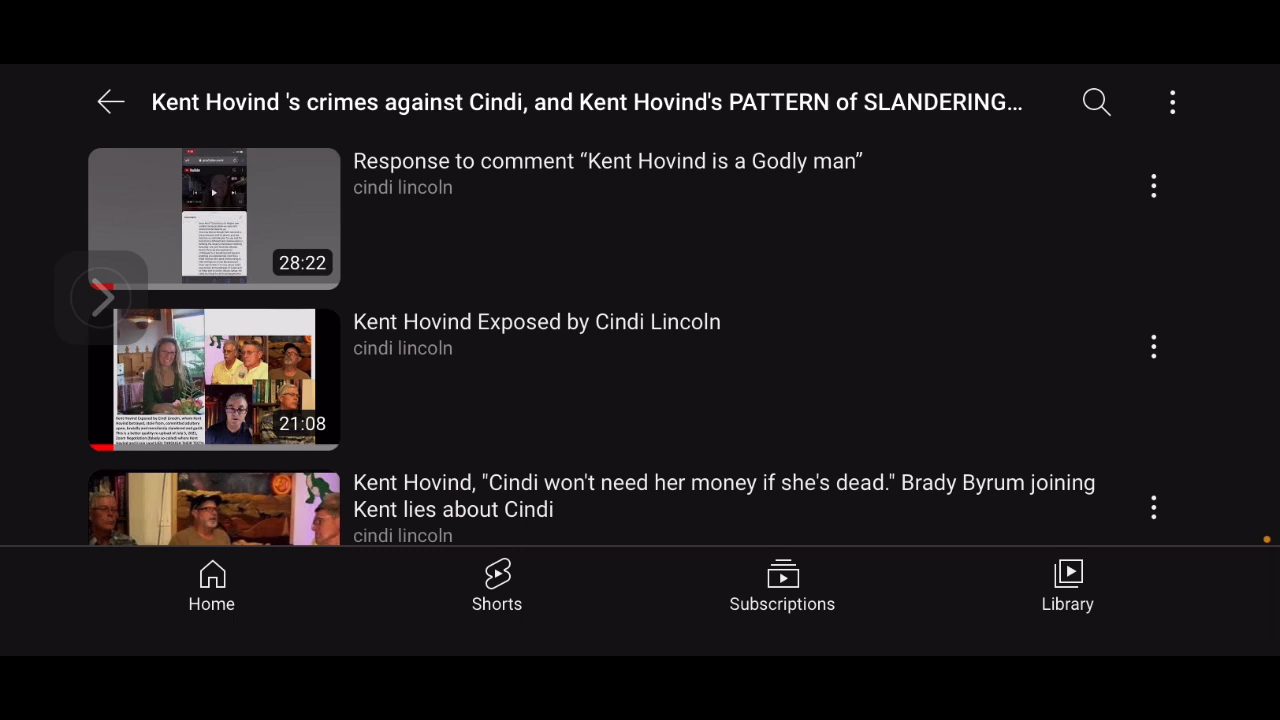 Kent Hovind 's crimes against Cindi, and Kent Hovind's PATTERN of SLANDERING...
Response to comment “Kent Hovind is a Godly man”
cindi lincoln
28:22
Kent Hovind Exposed by Cindi Lincoln
cindi lincoln
21:08
Kent Hovind, "Cindi won't need her money if she's dead." Brady Byrum joining
Kent lies about Cindi
cindi lincoln
Home
Shorts
Subscriptions
Library